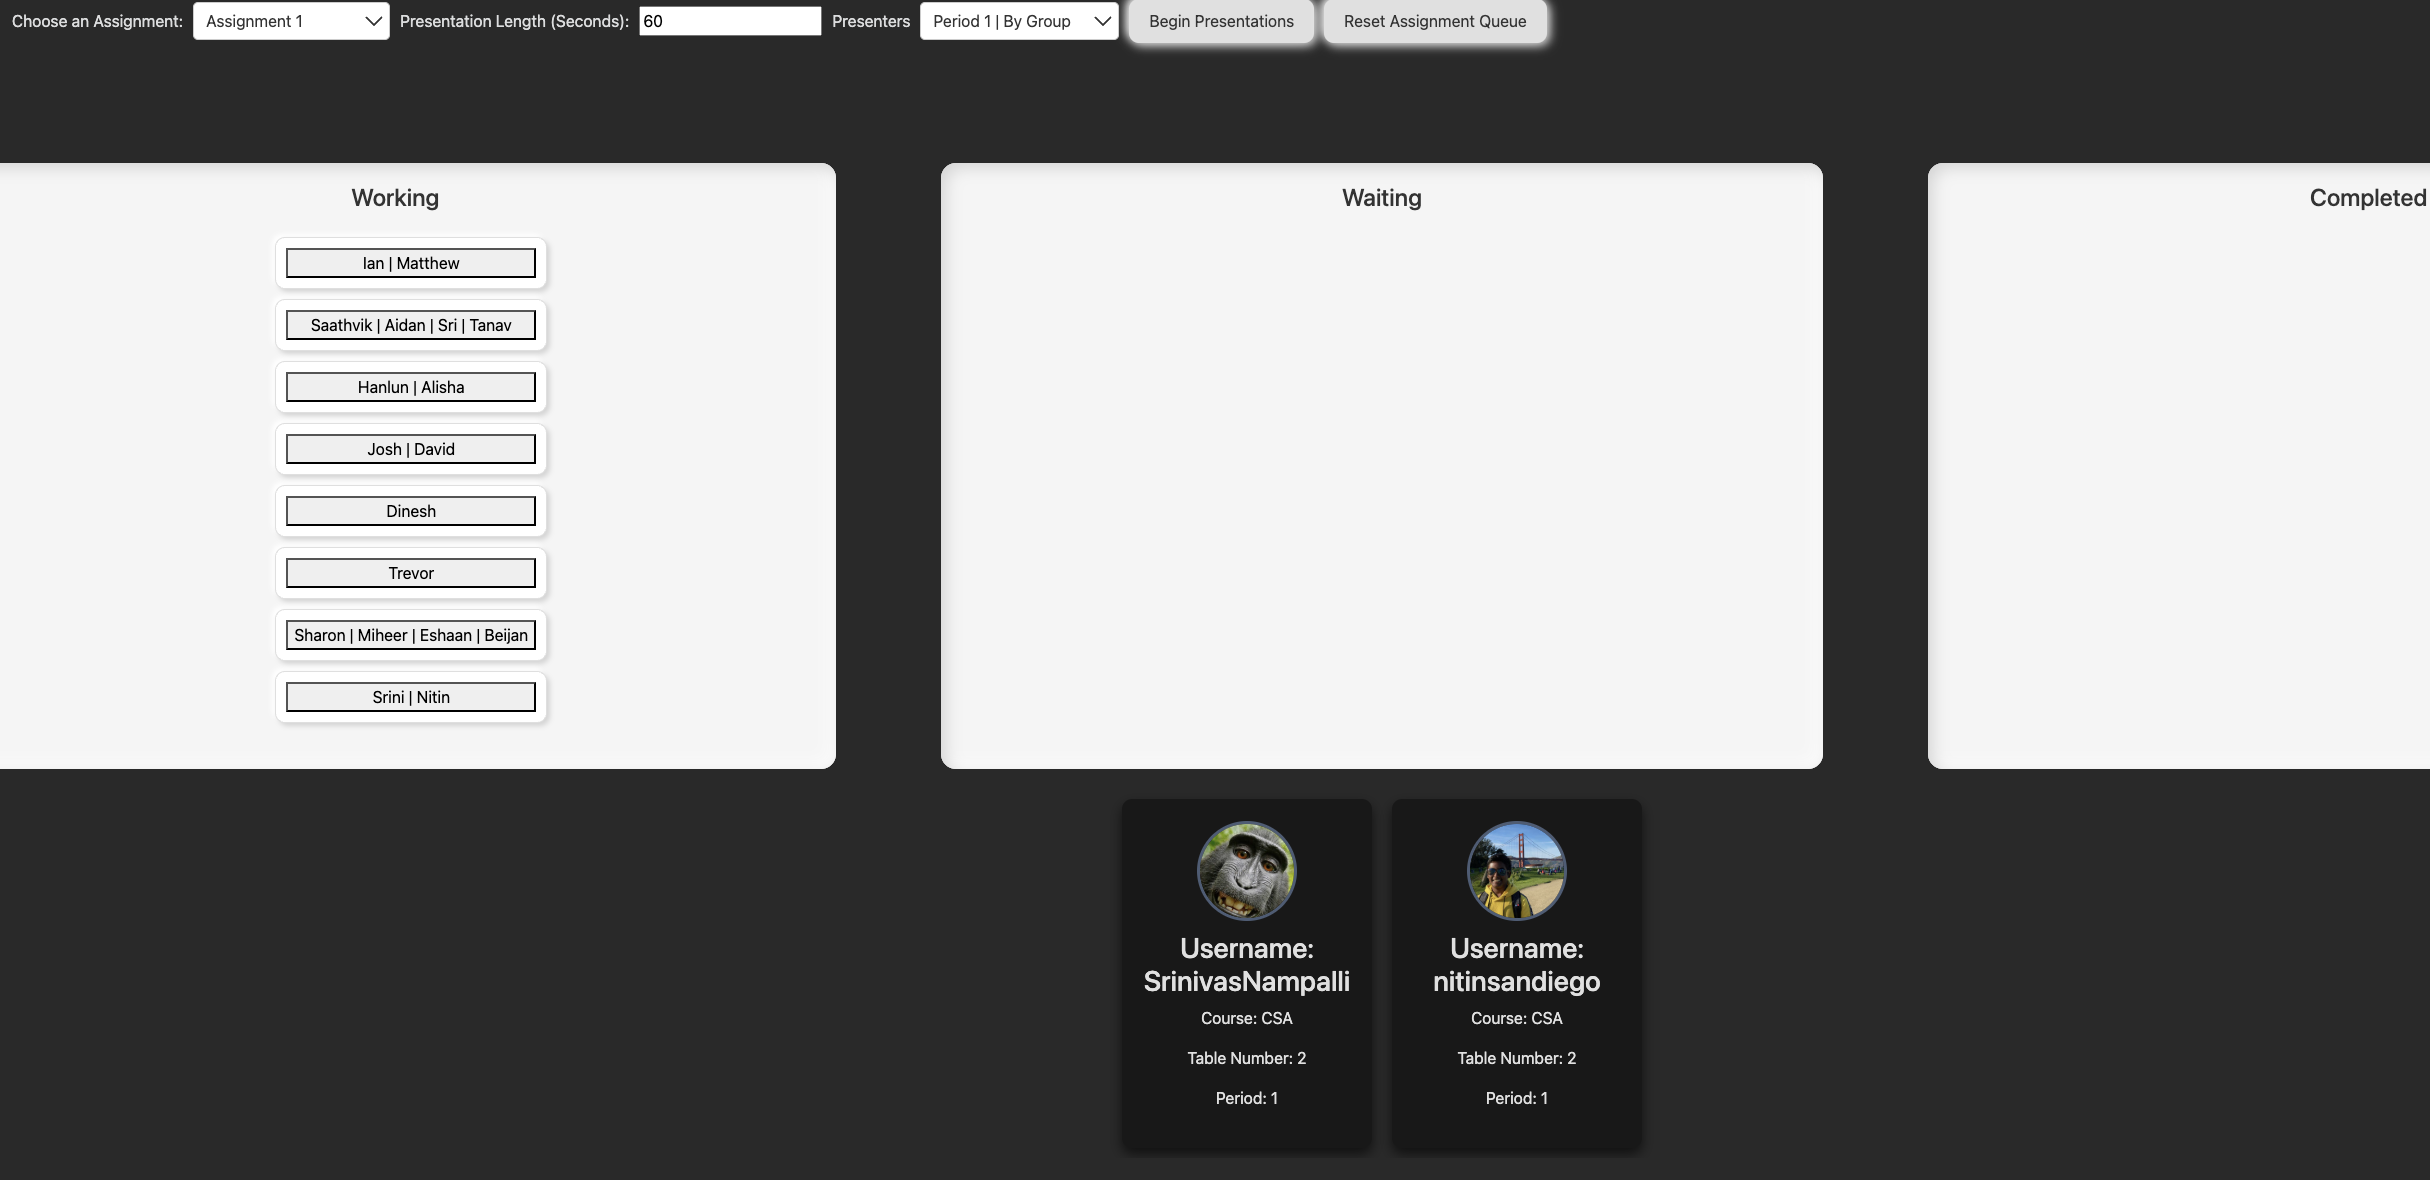 Choose an Assignment: Assignment 1 Presentation Length (Seconds): 60 Presenters Period 1 | By Group Begin Presentations Reset Assignment Queue
Working
Ian | Matthew
Saathvik | Aidan | Sri | Tanav
Hanlun | Alisha
Josh | David
Dinesh
Trevor
Sharon | Miheer | Eshaan | Beijan
Srini | Nitin
Waiting
Completed
Username:
SrinivasNampalli
Course: CSA
Table Number: 2
Period: 1
Username:
nitinsandiego
Course: CSA
Table Number: 2
Period: 1